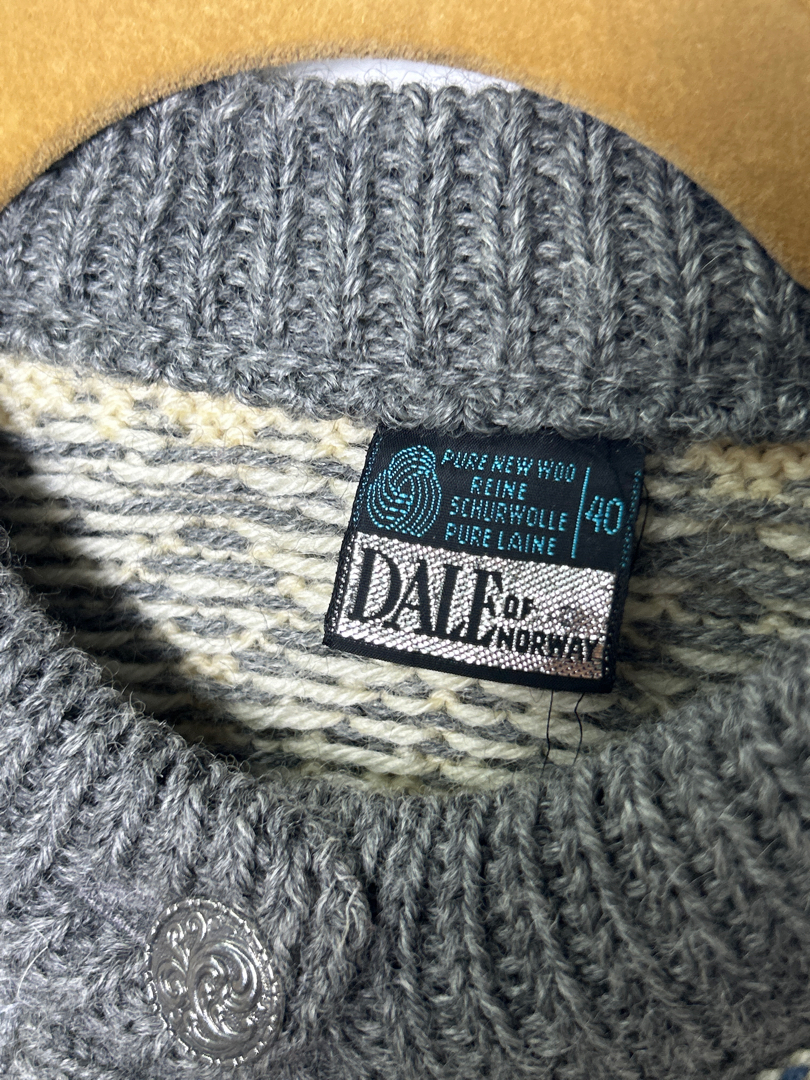 PURE NEW WOO
REINE
SCHURWOLLE
PURE LAINE
40
DALE OF
NORWAY